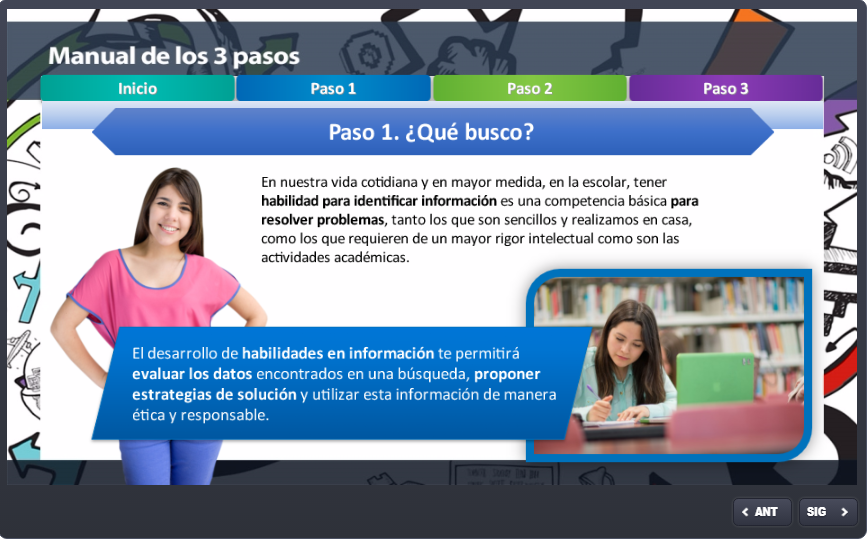 Manual de los 3 pasos
Inicio
Paso 1
Paso 2
Paso 3
Paso 1. ¿Qué busco?
En nuestra vida cotidiana y en mayor medida, en la escolar, tener
habilidad para identificar información es una competencia básica para
resolver problemas, tanto los que son sencillos y realizamos en casa,
como los que requieren de un mayor rigor intelectual como son las
actividades académicas.
El desarrollo de habilidades en información te permitirá
evaluar los datos encontrados en una búsqueda, proponer
estrategias de solución y utilizar esta información de manera
ética y responsable.
ANT
SIG